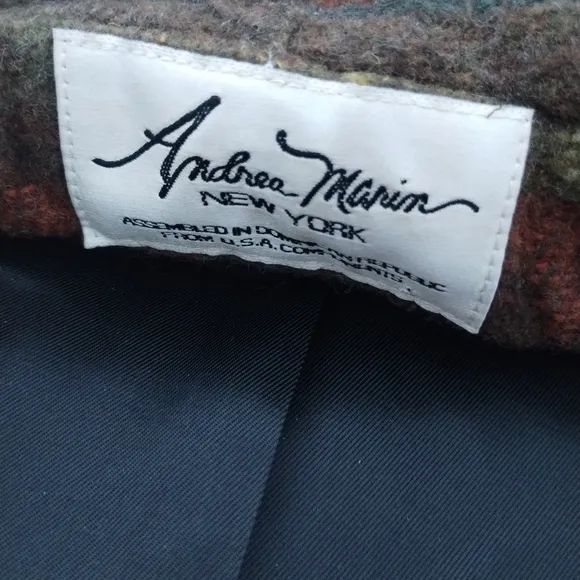 Andrea Marin
NEW YORK
ASSEMBLED IN DOMINICAN REPUBLIC
FROM U.S.A. COMPONENTS.